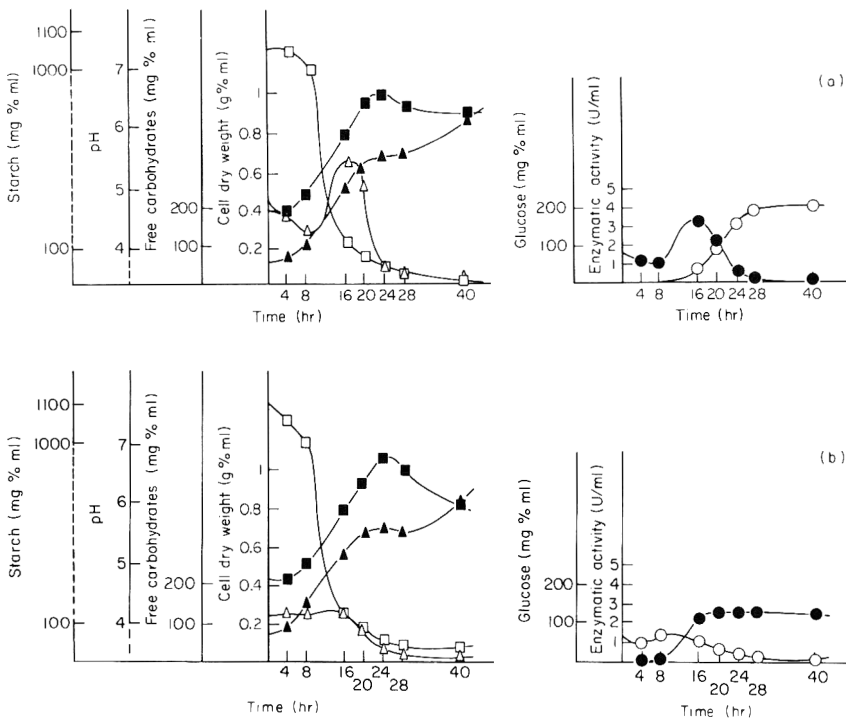 Starch (mg % ml)
1100
1000
100
pH
7
6
5
4
Free carbohydrates (mg % ml)
200
100
Cell dry weight (g % ml)
1
0.8
0.6
0.4
0.2
4 8 16 20 24 28 40
Time (hr)
(a)
Glucose (mg % ml)
200
100
Enzymatic activity (U/ml)
5
4
3
2
1
4 8 16 20 24 28 40
Time (hr)
Starch (mg % ml)
1100
1000
100
pH
7
6
5
4
Free carbohydrates (mg % ml)
200
100
Cell dry weight (g % ml)
1
0.8
0.6
0.4
0.2
4 8 16 20 24 28 40
Time (hr)
(b)
Glucose (mg % ml)
200
100
Enzymatic activity (U/ml)
5
4
3
2
1
4 8 16 20 24 28 40
Time (hr)